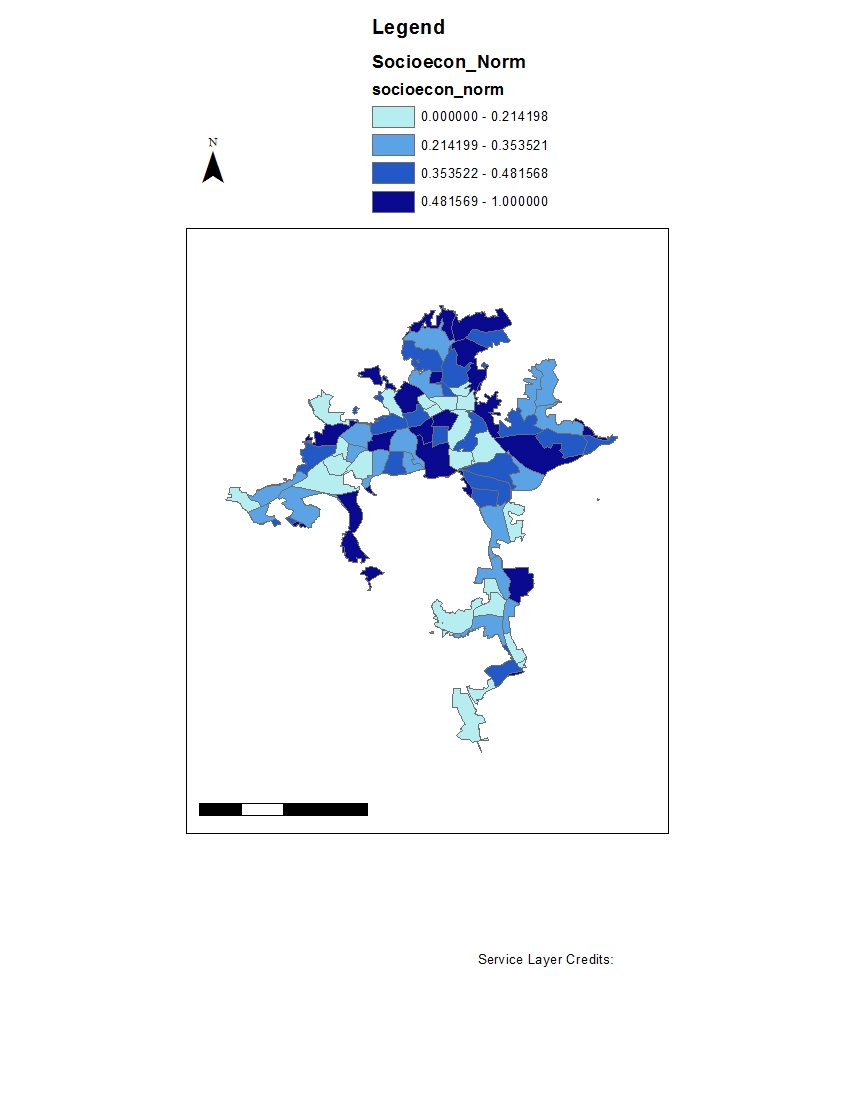 Legend
Socioecon_Norm
socioecon_norm
0.000000 - 0.214198
N
0.214199 - 0.353521
0.353522 - 0.481568
0.481569 - 1.000000
Service Layer Credits: